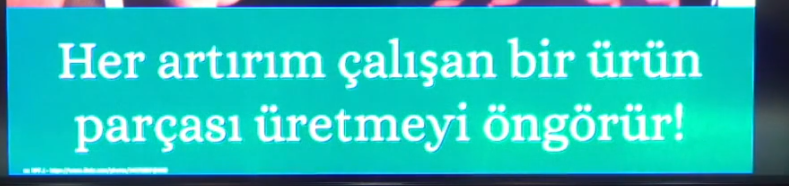 Her artırım çalışan bir ürün
parçası üretmeyi öngörür!